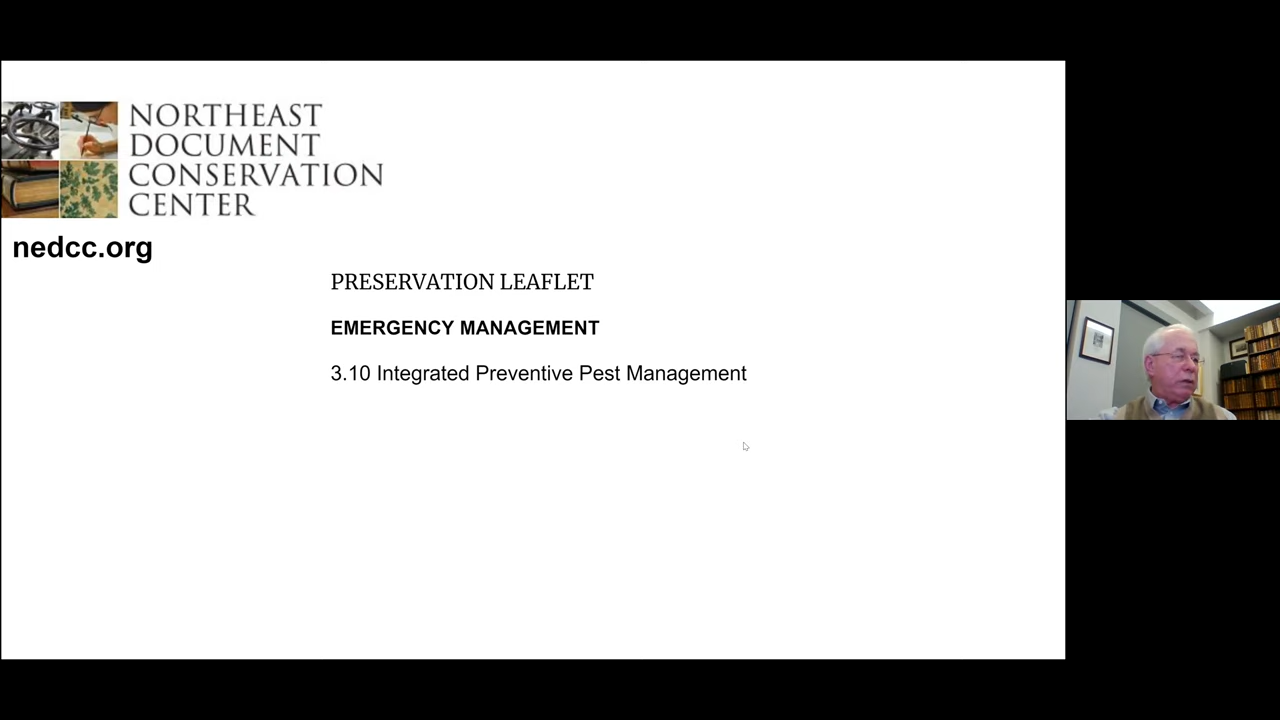 NORTHEAST
DOCUMENT
CONSERVATION
CENTER
nedcc.org
PRESERVATION LEAFLET
EMERGENCY MANAGEMENT
3.10 Integrated Preventive Pest Management